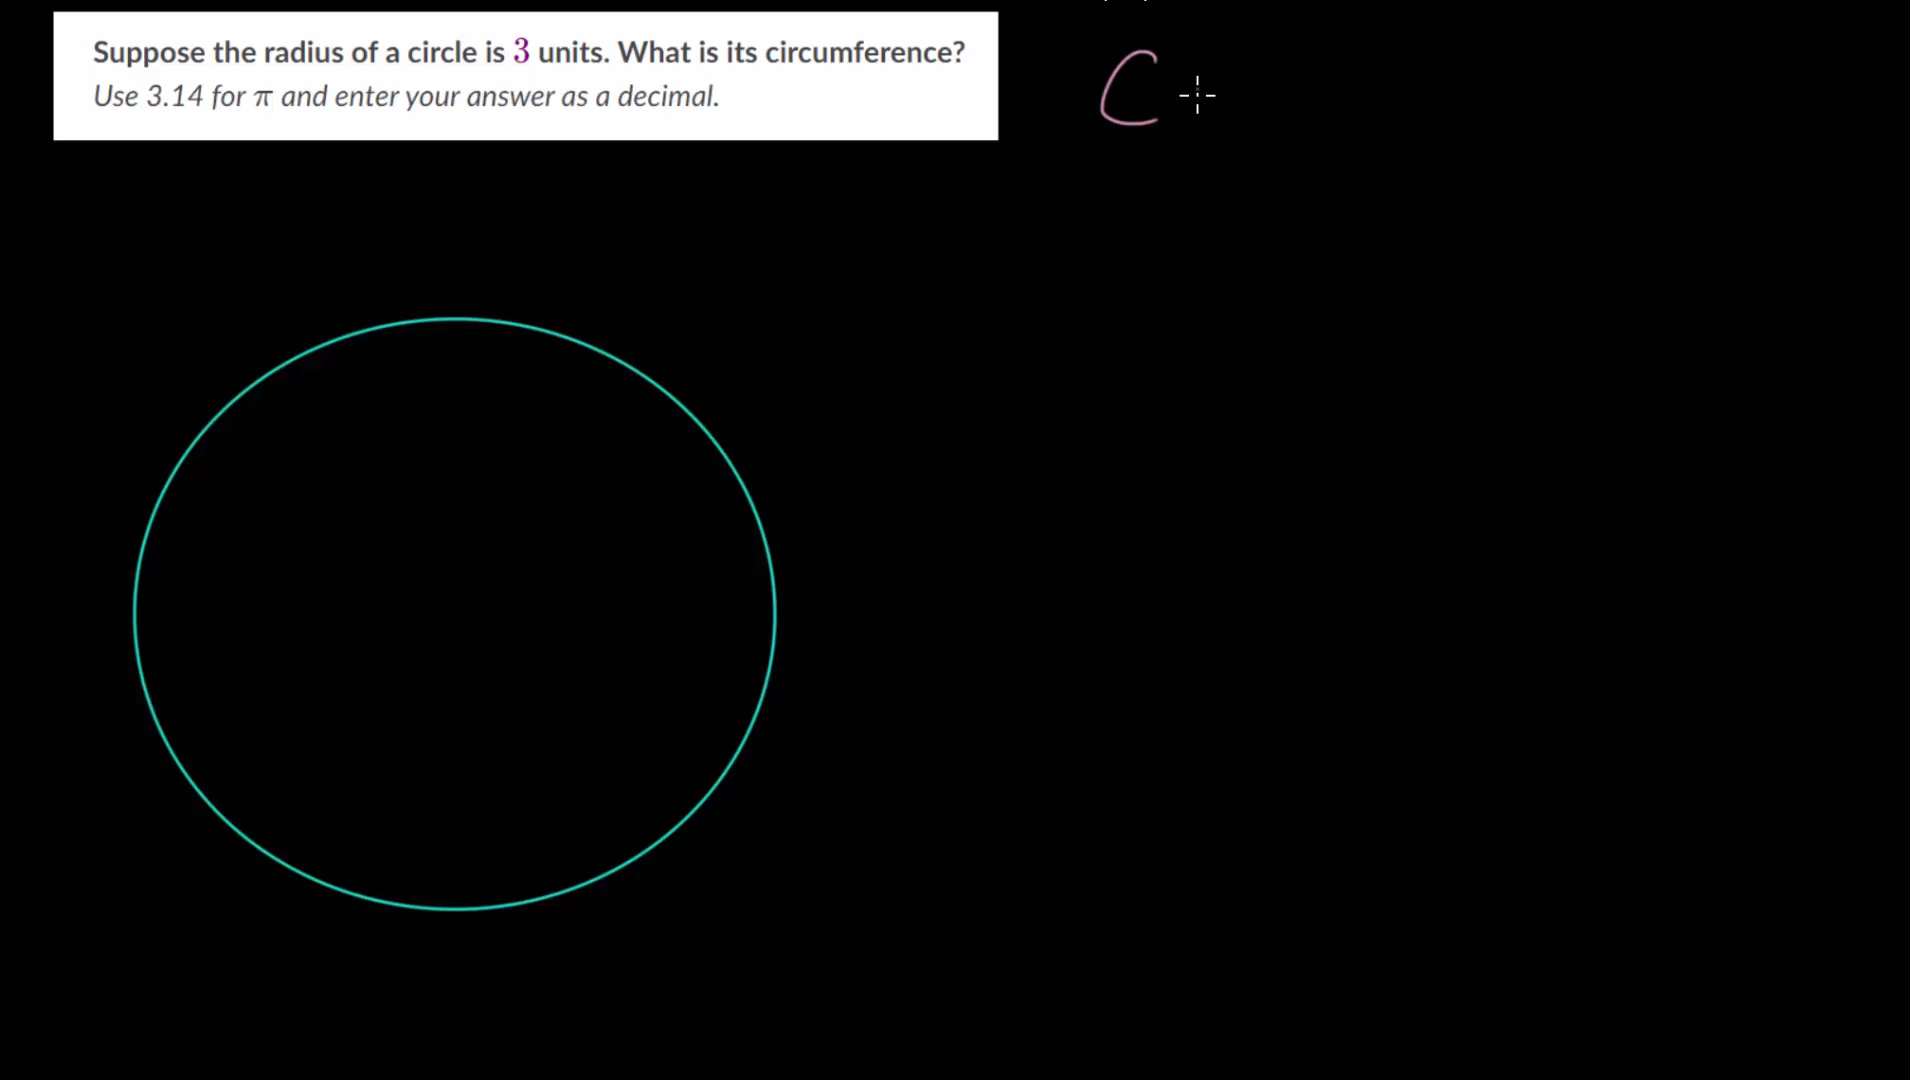 Suppose the radius of a circle is 3 units. What is its circumference?
Use 3.14 for π and enter your answer as a decimal.
C